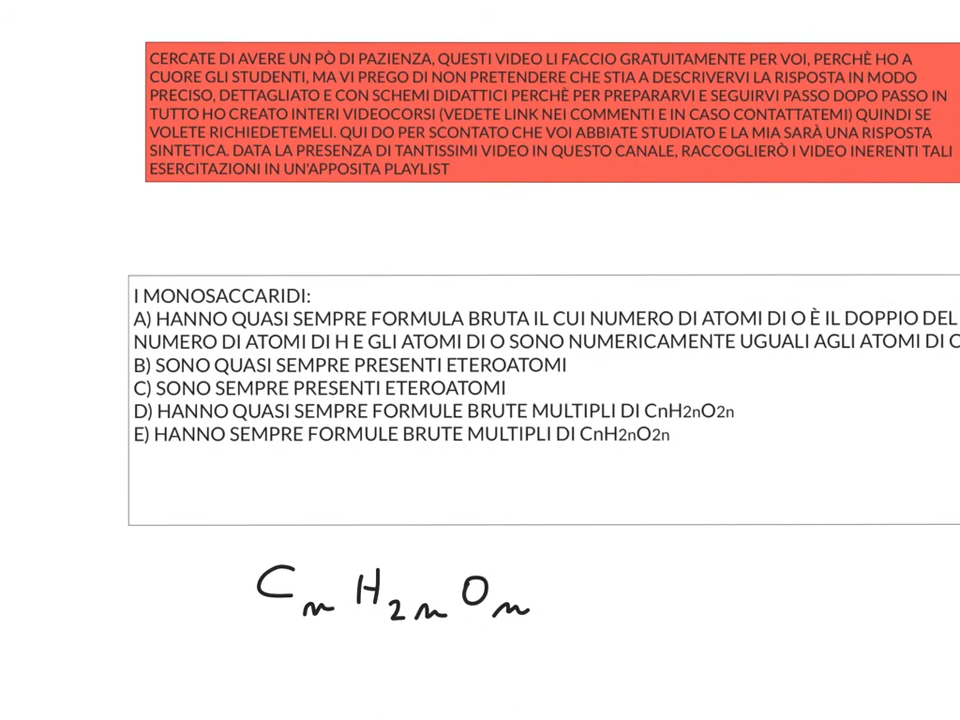 CERCATE DI AVERE UN PÒ DI PAZIENZA, QUESTI VIDEO LI FACCIO GRATUITAMENTE PER VOI, PERCHÈ HO A
CUORE GLI STUDENTI, MA VI PREGO DI NON PRETENDERE CHE STIA A DESCRIVERVI LA RISPOSTA IN MODO
PRECISO, DETTAGLIATO E CON SCHEMI DIDATTICI PERCHÈ PER PREPARARVI E SEGUIRVI PASSO DOPO PASSO IN
TUTTO HO CREATO INTERI VIDEOCORSI (VEDETE LINK NEI COMMENTI E IN CASO CONTATTATEMI) QUINDI SE
VOLETE RICHIEDETEMELI. QUI DO PER SCONTATO CHE VOI ABBIATE STUDIATO E LA MIA SARÀ UNA RISPOSTA
SINTETICA. DATA LA PRESENZA DI TANTISSIMI VIDEO IN QUESTO CANALE, RACCOGLIERÒ I VIDEO INERENTI TALI
ESERCITAZIONI IN UN'APPOSITA PLAYLIST
I MONOSACCARIDI:
A) HANNO QUASI SEMPRE FORMULA BRUTA IL CUI NUMERO DI ATOMI DI O È IL DOPPIO DEL
NUMERO DI ATOMI DI H E GLI ATOMI DI O SONO NUMERICAMENTE UGUALI AGLI ATOMI DI C
B) SONO QUASI SEMPRE PRESENTI ETEROATOMI
C) SONO SEMPRE PRESENTI ETEROATOMI
D) HANNO QUASI SEMPRE FORMULE BRUTE MULTIPLI DI CnH2nO2n
E) HANNO SEMPRE FORMULE BRUTE MULTIPLI DI CnH2nO2n
CnH2nOn